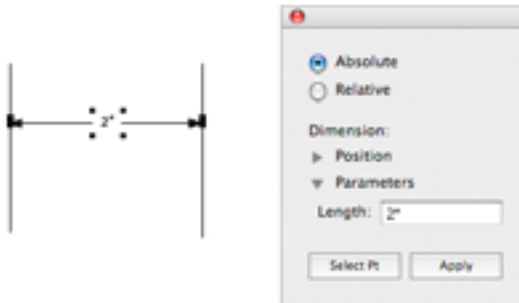 2"
Absolute
Relative
Dimension:
Position
Parameters
Length: 2"
Select Pt Apply